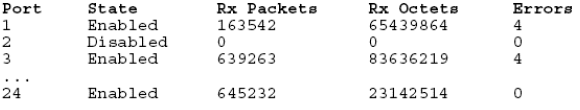 Port State Rx Packets Rx Octets Errors
1 Enabled 163542 65439864 4
2 Disabled 0 0 0
3 Enabled 639263 83636219 4
...
24 Enabled 645232 23142514 0